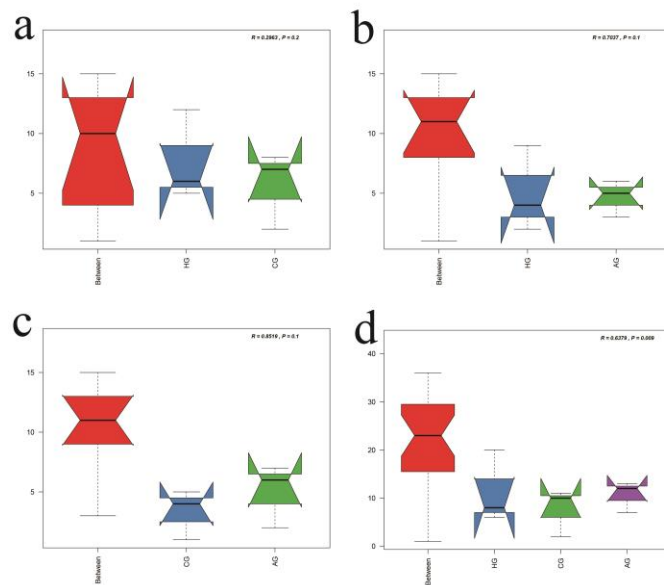 a
R = 0.2963 , P = 0.2
15
10
5
Between
HG
CG
b
R = 0.7037 , P = 0.1
15
10
5
Between
HG
AG
c
R = 0.8519 , P = 0.1
15
10
5
Between
CG
AG
d
R = 0.6379 , P = 0.009
40
30
20
10
0
Between
HG
CG
AG